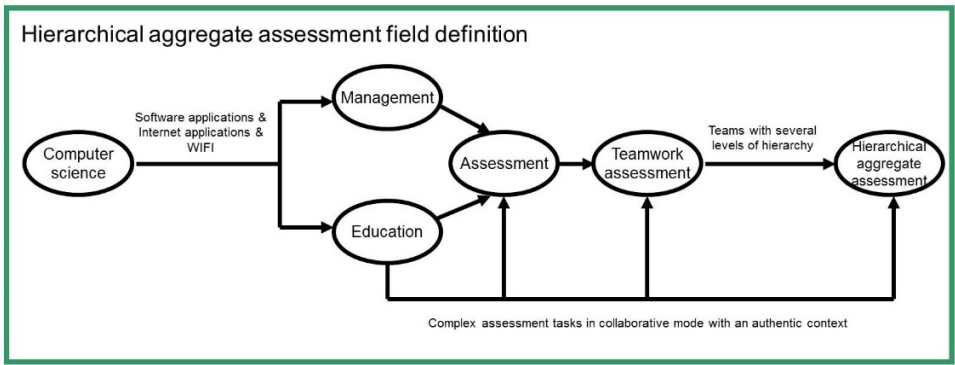 Hierarchical aggregate assessment field definition
Software applications &
Internet applications &
WIFI
Computer
science
Management
Education
Assessment
Teamwork
assessment
Teams with several
levels of hierarchy
Hierarchical
aggregate
assessment
Complex assessment tasks in collaborative mode with an authentic context